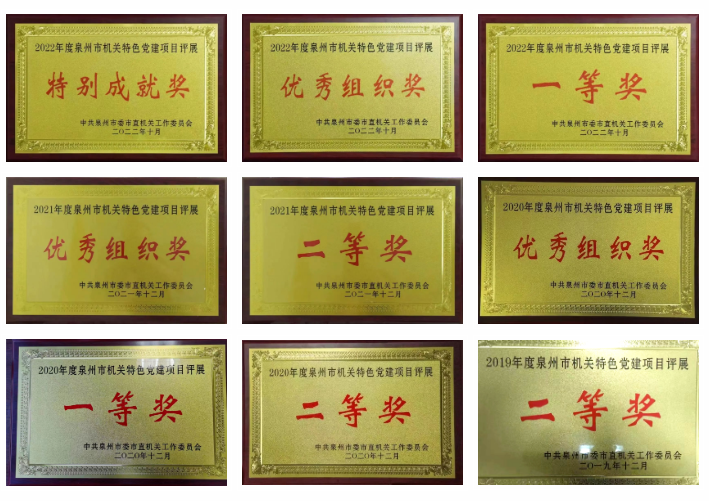 2022年度泉州市机关特色党建项目评展
特别成就奖
中共泉州市委市直机关工作委员会
二〇二二年十月
2022年度泉州市机关特色党建项目评展
优秀组织奖
中共泉州市委市直机关工作委员会
二〇二二年十月
2022年度泉州市机关特色党建项目评展
一等奖
中共泉州市委市直机关工作委员会
二〇二二年十月
2021年度泉州市机关特色党建项目评展
优秀组织奖
中共泉州市委市直机关工作委员会
二〇二一年十二月
2021年度泉州市机关特色党建项目评展
二等奖
中共泉州市委市直机关工作委员会
二〇二一年十二月
2020年度泉州市机关特色党建项目评展
优秀组织奖
中共泉州市委市直机关工作委员会
二〇二〇年十二月
2020年度泉州市机关特色党建项目评展
一等奖
中共泉州市委市直机关工作委员会
二〇二〇年十二月
2020年度泉州市机关特色党建项目评展
二等奖
中共泉州市委市直机关工作委员会
二〇二〇年十二月
2019年度泉州市机关特色党建项目评展
二等奖
中共泉州市委市直机关工作委员会
二〇一九年十二月